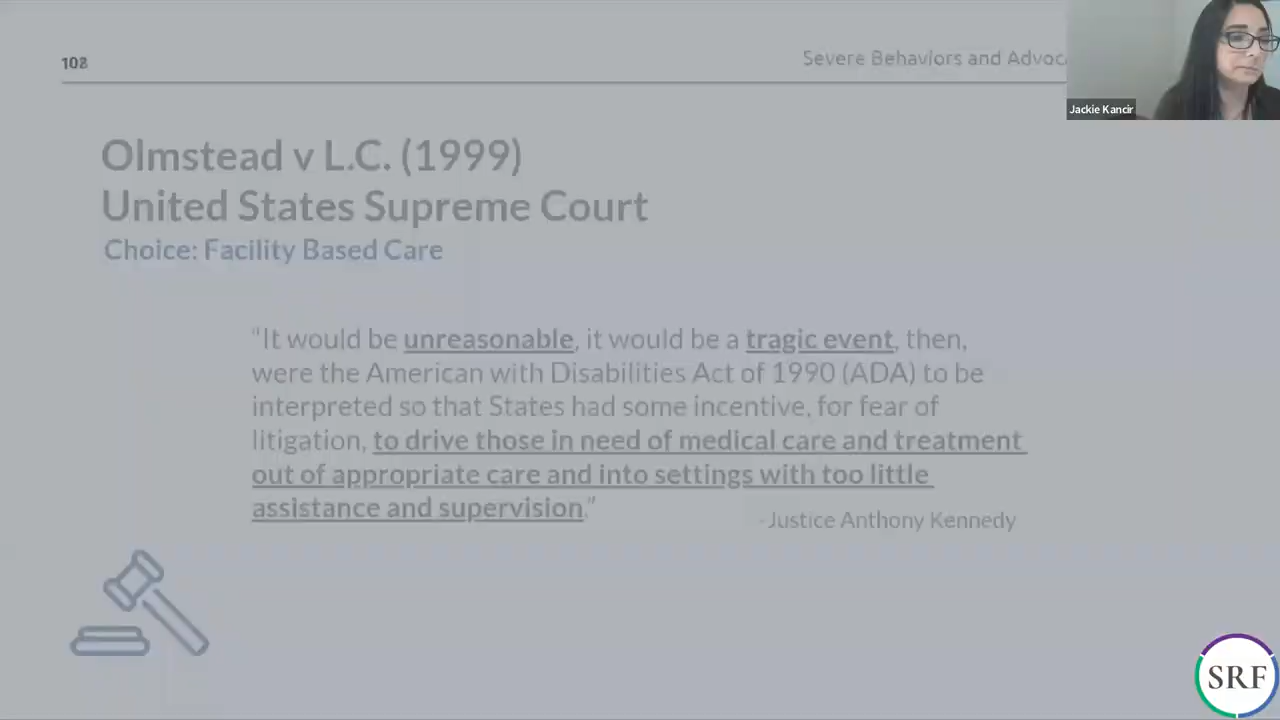 Severe Behaviors and Advoca
Jackie Kancir
Olmstead v L.C. (1999)
United States Supreme Court
Choice: Facility Based Care
“It would be unreasonable, it would be a tragic event, then,
were the American with Disabilities Act of 1990 (ADA) to be
interpreted so that States had some incentive, for fear of
litigation, to drive those in need of medical care and treatment
out of appropriate care and into settings with too little
assistance and supervision.”
-Justice Anthony Kennedy
SRF